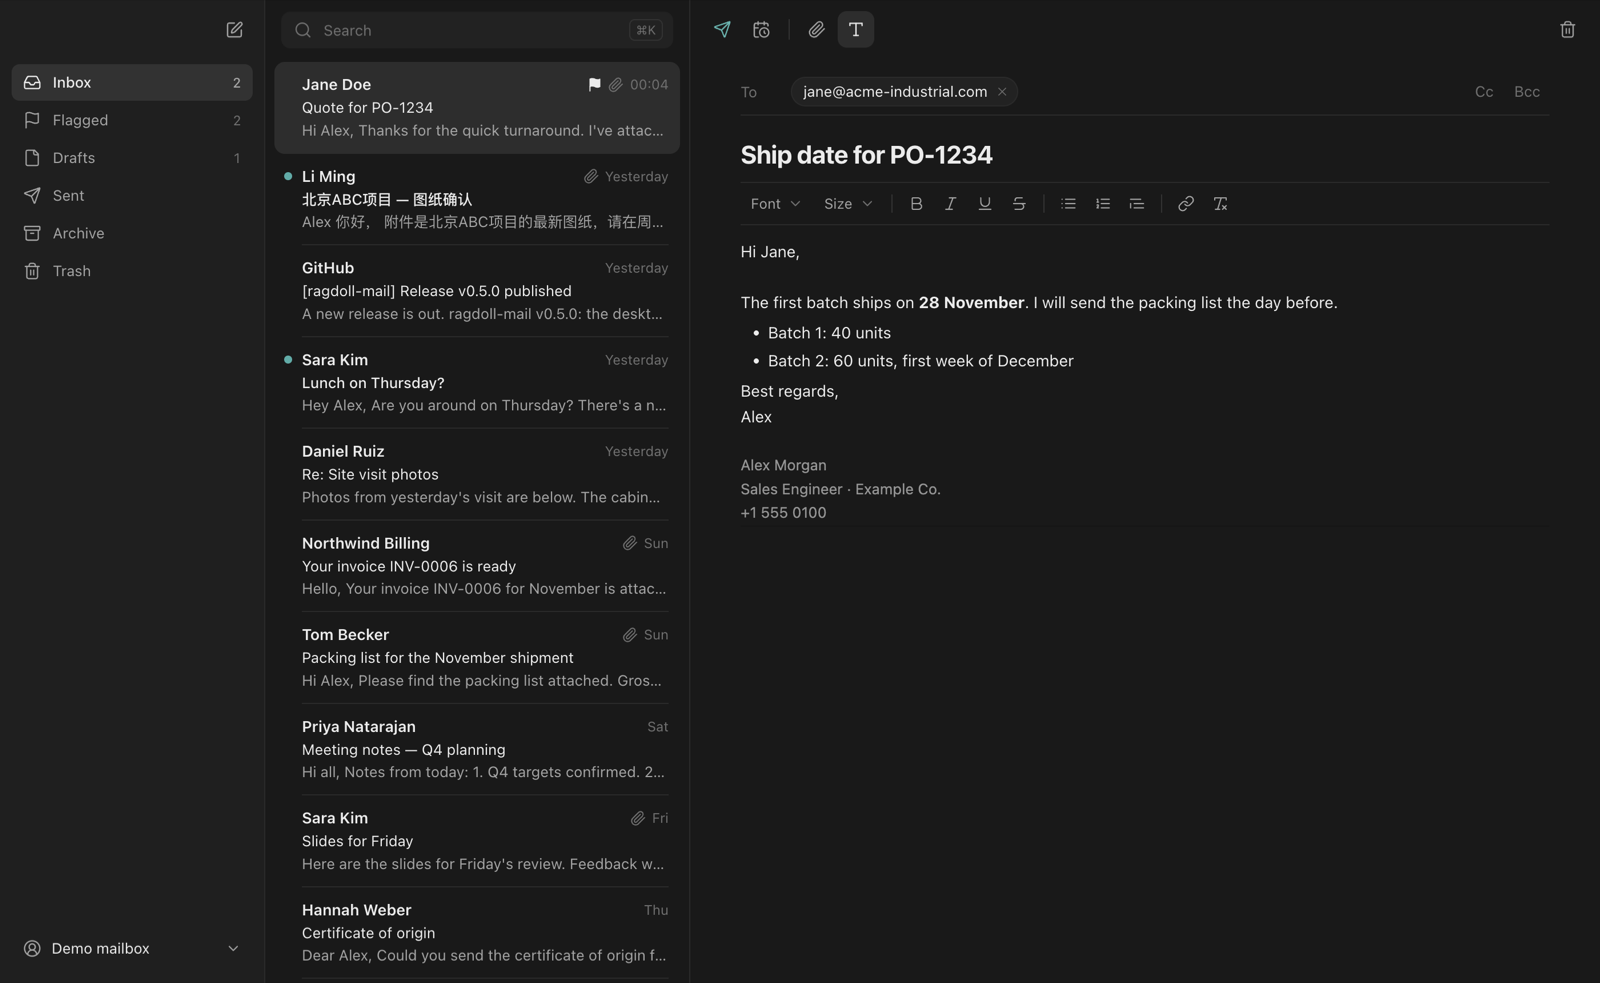 Inbox 2
Flagged 2
Drafts 1
Sent
Archive
Trash
Demo mailbox
Search ⌘K
Jane Doe 00:04
Quote for PO-1234
Hi Alex, Thanks for the quick turnaround. I've attac...
Li Ming Yesterday
北京ABC项目 — 图纸确认
Alex 你好， 附件是北京ABC项目的最新图纸，请在周...
GitHub Yesterday
[ragdoll-mail] Release v0.5.0 published
A new release is out. ragdoll-mail v0.5.0: the deskt...
Sara Kim Yesterday
Lunch on Thursday?
Hey Alex, Are you around on Thursday? There's a n...
Daniel Ruiz Yesterday
Re: Site visit photos
Photos from yesterday's visit are below. The cabin...
Northwind Billing Sun
Your invoice INV-0006 is ready
Hello, Your invoice INV-0006 for November is attac...
Tom Becker Sun
Packing list for the November shipment
Hi Alex, Please find the packing list attached. Gros...
Priya Natarajan Sat
Meeting notes — Q4 planning
Hi all, Notes from today: 1. Q4 targets confirmed. 2...
Sara Kim Fri
Slides for Friday
Here are the slides for Friday's review. Feedback w...
Hannah Weber Thu
Certificate of origin
Dear Alex, Could you send the certificate of origin f...
To jane@acme-industrial.com × Cc Bcc
Ship date for PO-1234
Font Size B I U S
Hi Jane,
The first batch ships on 28 November. I will send the packing list the day before.
• Batch 1: 40 units
• Batch 2: 60 units, first week of December
Best regards,
Alex
Alex Morgan
Sales Engineer · Example Co.
+1 555 0100